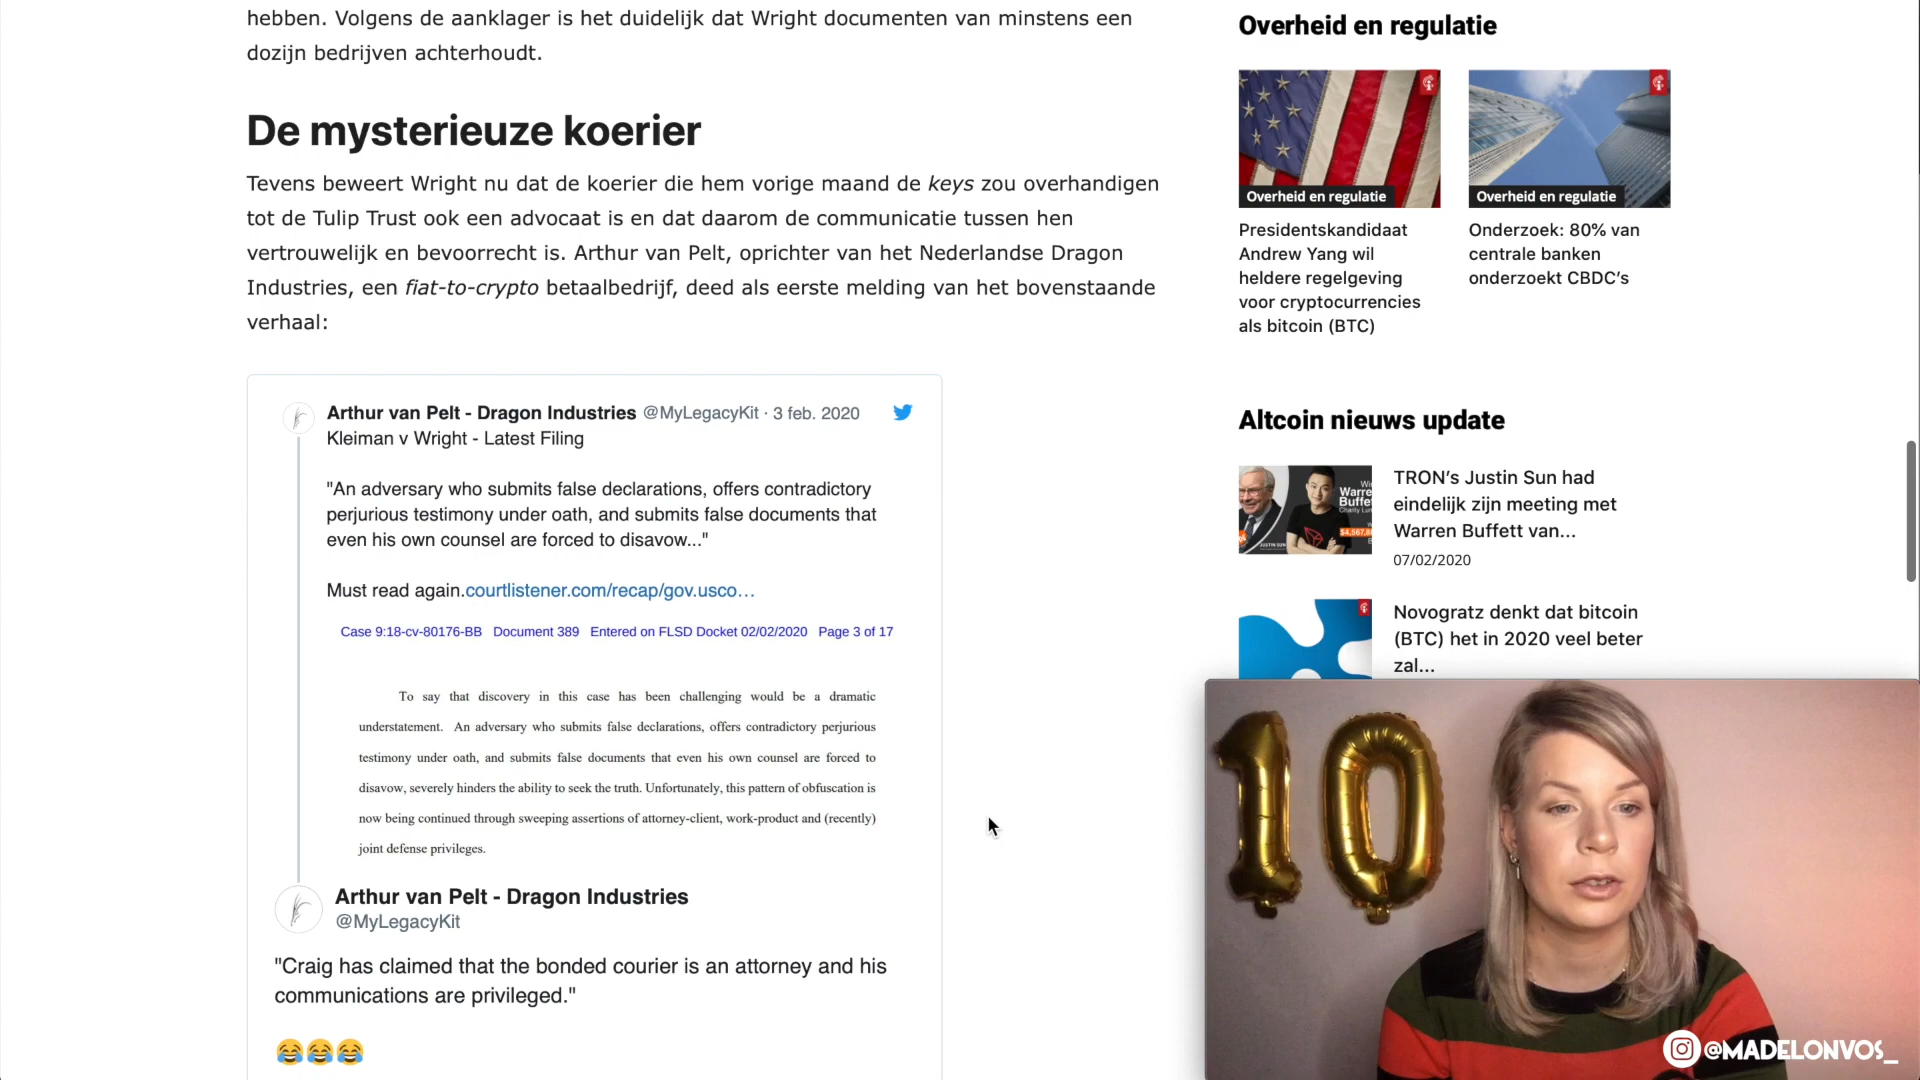 hebben. Volgens de aanklager is het duidelijk dat Wright documenten van minstens een
dozijn bedrijven achterhoudt.
De mysterieuze koerier
Tevens beweert Wright nu dat de koerier die hem vorige maand de keys zou overhandigen
tot de Tulip Trust ook een advocaat is en dat daarom de communicatie tussen hen
vertrouwelijk en bevoorrecht is. Arthur van Pelt, oprichter van het Nederlandse Dragon
Industries, een fiat-to-crypto betaalbedrijf, deed als eerste melding van het bovenstaande
verhaal:
Arthur van Pelt - Dragon Industries @MyLegacyKit · 3 feb. 2020
Kleiman v Wright - Latest Filing
"An adversary who submits false declarations, offers contradictory
perjurious testimony under oath, and submits false documents that
even his own counsel are forced to disavow..."
Must read again.courtlistener.com/recap/gov.usco…
Case 9:18-cv-80176-BB Document 389 Entered on FLSD Docket 02/02/2020 Page 3 of 17
To say that discovery in this case has been challenging would be a dramatic
understatement. An adversary who submits false declarations, offers contradictory perjurious
testimony under oath, and submits false documents that even his own counsel are forced to
disavow, severely hinders the ability to seek the truth. Unfortunately, this pattern of obfuscation is
now being continued through sweeping assertions of attorney-client, work-product and (recently)
joint defense privileges.
Arthur van Pelt - Dragon Industries
@MyLegacyKit
"Craig has claimed that the bonded courier is an attorney and his
communications are privileged."
😂😂😂
Overheid en regulatie
Overheid en regulatie
Presidentskandidaat
Andrew Yang wil
heldere regelgeving
voor cryptocurrencies
als bitcoin (BTC)
Overheid en regulatie
Onderzoek: 80% van
centrale banken
onderzoekt CBDC's
Altcoin nieuws update
Warre
Buffe
JUSTIN SUN
TRON's Justin Sun had
eindelijk zijn meeting met
Warren Buffett van...
07/02/2020
Novogratz denkt dat bitcoin
(BTC) het in 2020 veel beter
zal...
10
@MADELONVOS_